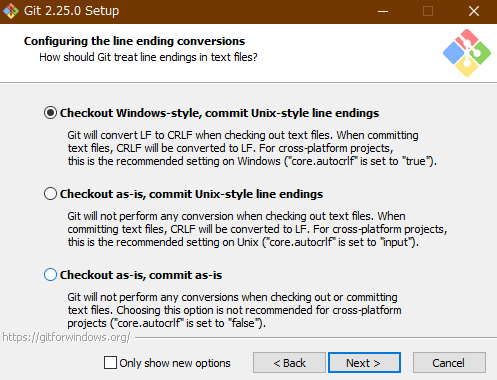 Git 2.25.0 Setup
Configuring the line ending conversions
How should Git treat line endings in text files?
Checkout Windows-style, commit Unix-style line endings
Git will convert LF to CRLF when checking out text files. When committing
text files, CRLF will be converted to LF. For cross-platform projects,
this is the recommended setting on Windows ("core.autocrlf" is set to "true").
Checkout as-is, commit Unix-style line endings
Git will not perform any conversion when checking out text files. When
committing text files, CRLF will be converted to LF. For cross-platform projects,
this is the recommended setting on Unix ("core.autocrlf" is set to "input").
Checkout as-is, commit as-is
Git will not perform any conversions when checking out or committing
text files. Choosing this option is not recommended for cross-platform
projects ("core.autocrlf" is set to "false").
https://gitforwindows.org/
Only show new options
< Back
Next >
Cancel